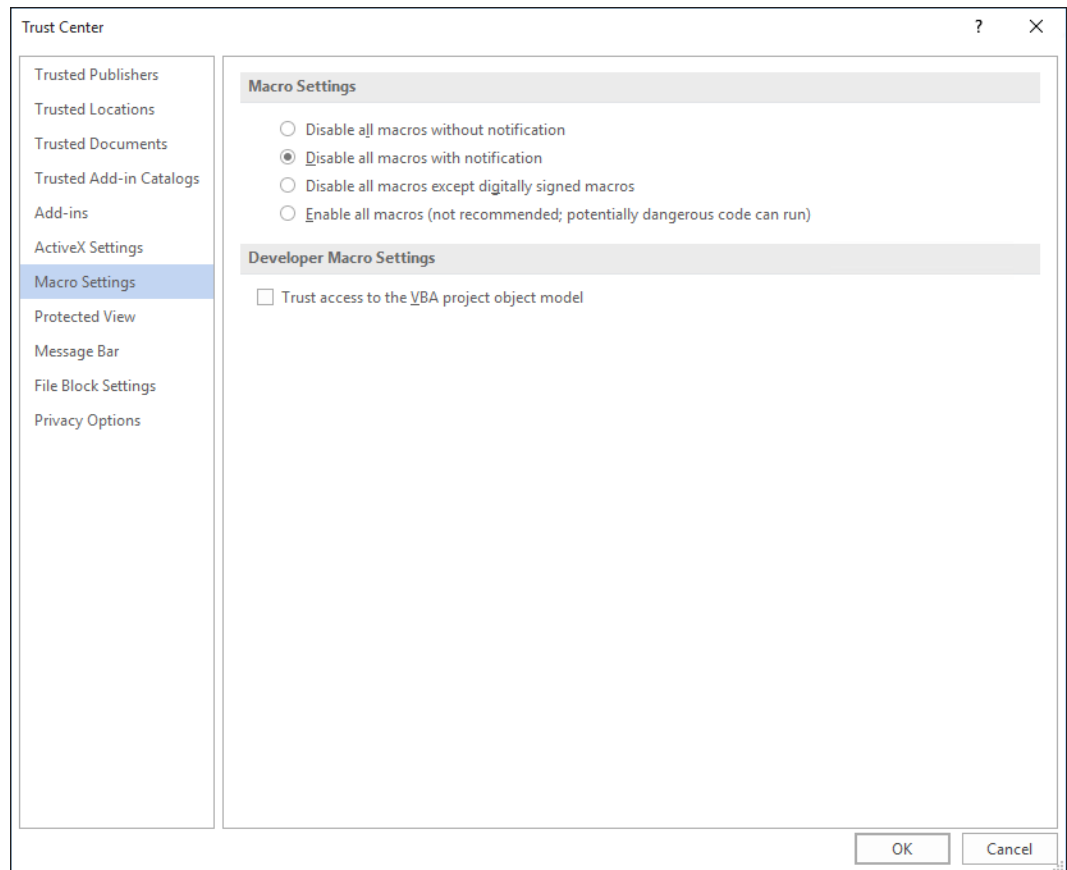 Trust Center
?
Trusted Publishers
Trusted Locations
Trusted Documents
Trusted Add-in Catalogs
Add-ins
ActiveX Settings
Macro Settings
Protected View
Message Bar
File Block Settings
Privacy Options
Macro Settings
Disable all macros without notification
Disable all macros with notification
Disable all macros except digitally signed macros
Enable all macros (not recommended; potentially dangerous code can run)
Developer Macro Settings
Trust access to the VBA project object model
OK
Cancel